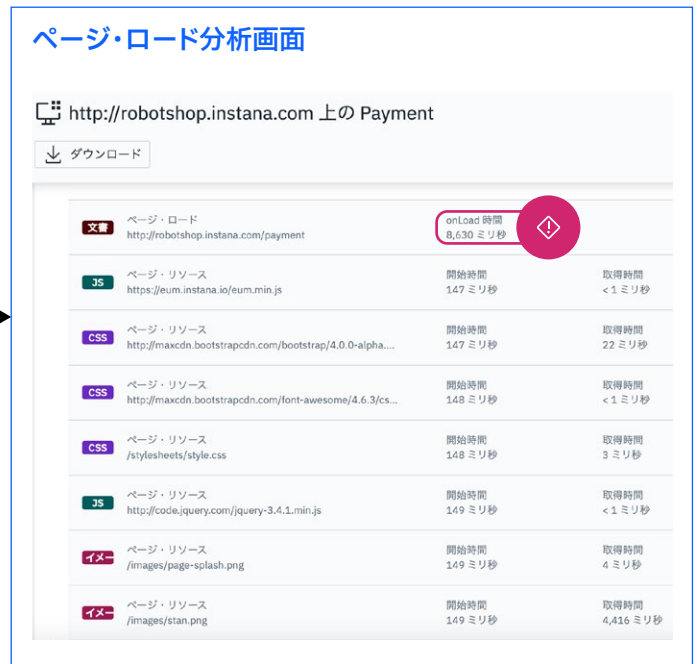 ページ・ロード分析画面
http://robotshop.instana.com 上の Payment
ダウンロード
文書 ページ・ロード onLoad 時間
http://robotshop.instana.com/payment 8,630 ミリ秒
JS ページ・リソース 開始時間 取得時間
https://eum.instana.io/eum.min.js 147 ミリ秒 <1 ミリ秒
CSS ページ・リソース 開始時間 取得時間
http://maxcdn.bootstrapcdn.com/bootstrap/4.0.0-alpha.... 147 ミリ秒 22 ミリ秒
CSS ページ・リソース 開始時間 取得時間
http://maxcdn.bootstrapcdn.com/font-awesome/4.6.3/cs... 148 ミリ秒 <1 ミリ秒
CSS ページ・リソース 開始時間 取得時間
/stylesheets/style.css 148 ミリ秒 3 ミリ秒
JS ページ・リソース 開始時間 取得時間
http://code.jquery.com/jquery-3.4.1.min.js 149 ミリ秒 <1 ミリ秒
イメー ページ・リソース 開始時間 取得時間
/images/page-splash.png 149 ミリ秒 4 ミリ秒
イメー ページ・リソース 開始時間 取得時間
/images/stan.png 149 ミリ秒 4,416 ミリ秒